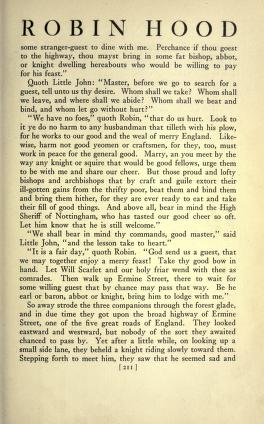 ROBIN HOOD
some stranger-guest to dine with me. Perchance if thou goest
to the highway, thou mayst bring in some fat bishop, abbot,
or knight dwelling hereabouts who would be willing to pay
for his feast."
Quoth Little John: "Master, before we go to search for a
guest, tell unto us thy desire. Whom shall we take? Whom shall
we leave, and where shall we abide? Whom shall we beat and
bind, and whom let go without hurt?"
"We have no foes," quoth Robin, "that do us hurt. Look to
it ye do no harm to any husbandman that tilleth with his plow,
for he works to our good and the weal of merry England. Like-
wise, harm not good yeomen or craftsmen, for they, too, must
work in peace for the general good. Marry, an you meet by the
way any knight or squire that would be good fellows, urge them
to be with me and share our cheer. But those proud and lofty
bishops and archbishops that by craft and guile extort their
ill-gotten gains from the thrifty poor, beat them and bind them
and bring them hither, for they are ever ready to eat and take
their fill of good things. And above all, bear in mind the High
Sheriff of Nottingham, who has tasted our good cheer so oft.
Let him know that he is still welcome."
"We shall bear in mind thy commands, good master," said
Little John, "and the lesson take to heart."
"It is a fair day," quoth Robin. "God send us a guest, that
we may together enjoy a merry feast! Take thy good bow in
hand. Let Will Scarlet and our holy friar wend with thee as
comrades. Then walk up Ermine Street, there to wait for
some willing guest that by chance may pass that way. Be he
earl or baron, abbot or knight, bring him to lodge with me."
So away strode the three companions through the forest glade,
and in due time they got upon the broad highway of Ermine
Street, one of the five great roads of England. They looked
eastward and westward, but nobody of the sort they awaited
chanced to pass by. Yet after a little while, on looking up a
small side lane, they beheld a knight riding slowly toward them.
Stepping forth to meet him, they saw that he seemed sad and
[211]